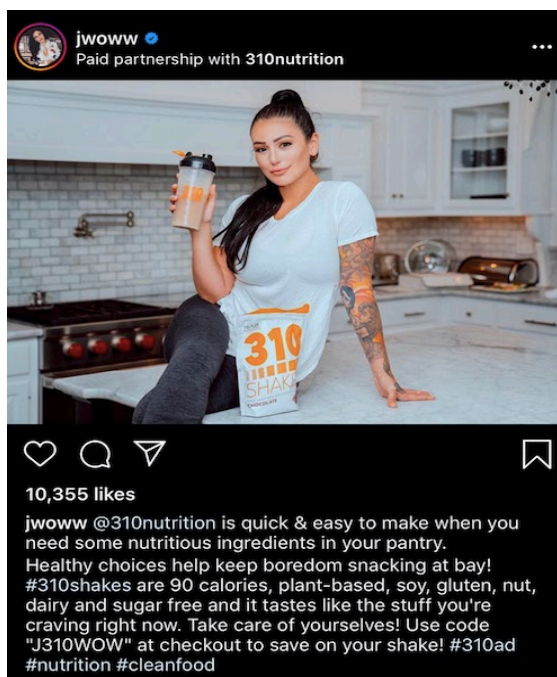 jwoww
Paid partnership with 310nutrition
310
310
SHAKE
CHOCOLATE
10,355 likes
jwoww @310nutrition is quick & easy to make when you
need some nutritious ingredients in your pantry.
Healthy choices help keep boredom snacking at bay!
#310shakes are 90 calories, plant-based, soy, gluten, nut,
dairy and sugar free and it tastes like the stuff you're
craving right now. Take care of yourselves! Use code
"J310WOW" at checkout to save on your shake! #310ad
#nutrition #cleanfood